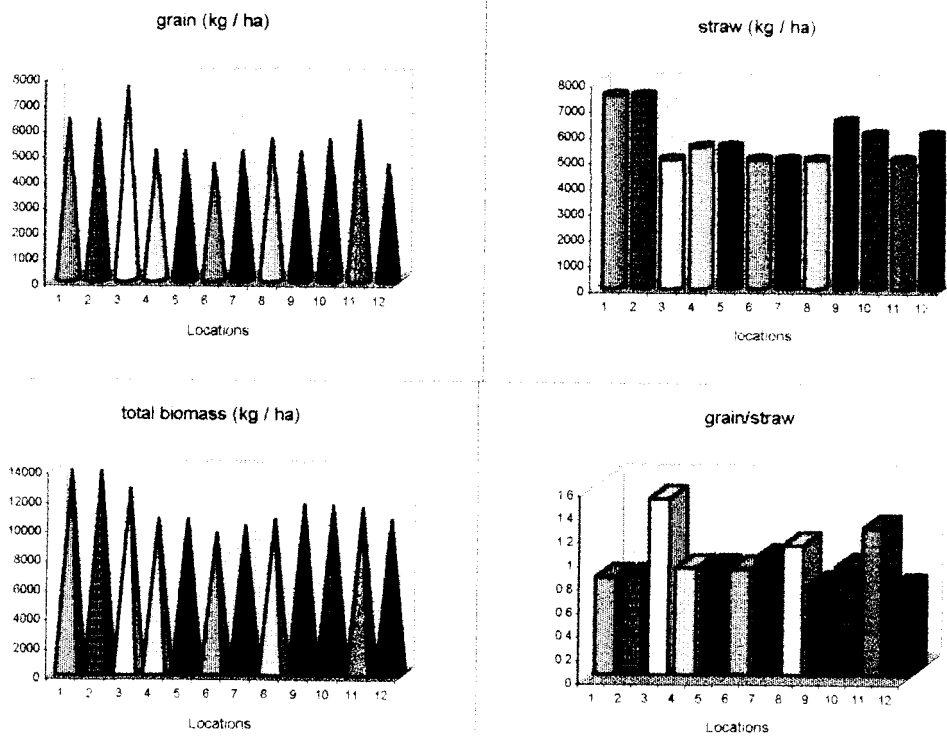 grain (kg / ha)
8000
7000
6000
5000
4000
3000
2000
1000
0
1 2 3 4 5 6 7 8 9 10 11 12
Locations
straw (kg / ha)
8000
7000
6000
5000
4000
3000
2000
1000
0
1 2 3 4 5 6 7 8 9 10 11 12
locations
total biomass (kg / ha)
14000
12000
10000
8000
6000
4000
2000
0
1 2 3 4 5 6 7 8 9 10 11 12
Locations
grain/straw
1 6
1 4
1 2
1
0 8
0 6
0 4
0 2
0
1 2 3 4 5 6 7 8 9 10 11 12
Locations